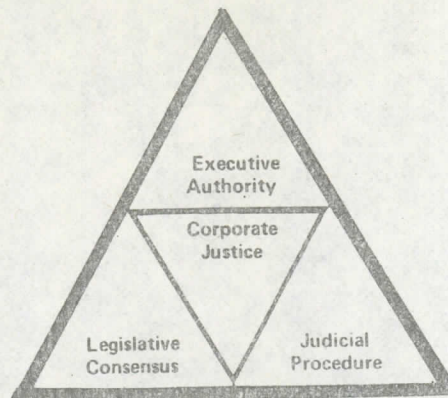 Executive
Authority
Corporate
Justice
Legislative
Consensus
Judicial
Procedure